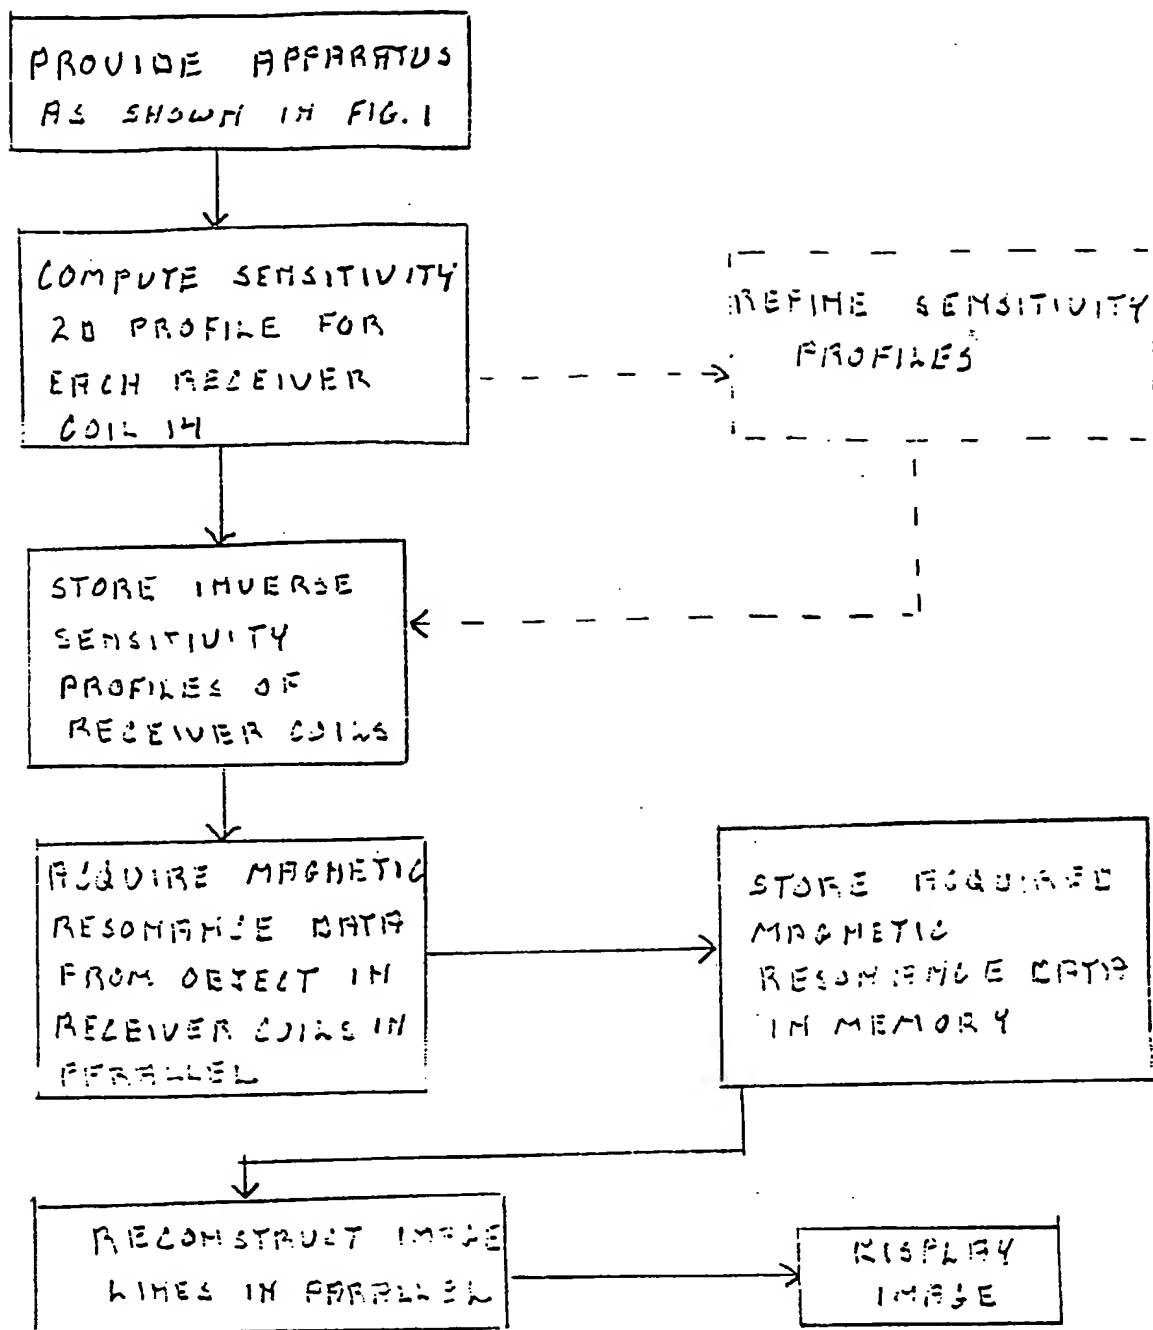 PROVIDE APPARATUS
AS SHOWN IN FIG. 1
COMPUTE SENSITIVITY
2D PROFILE FOR
EACH RECEIVER
COIL 14
REFINE SENSITIVITY
PROFILES
STORE INVERSE
SENSITIVITY
PROFILES OF
RECEIVER COILS
ACQUIRE MAGNETIC
RESONANCE DATA
FROM OBJECT IN
RECEIVER COILS IN
PARALLEL
STORE ACQUIRED
MAGNETIC
RESONANCE DATA
IN MEMORY
RECONSTRUCT IMAGE
LINES IN PARALLEL
DISPLAY
IMAGE